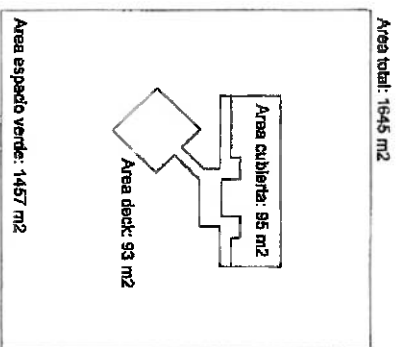 Area total: 1645 m2
Area cubierta: 95 m2
Area deck: 93 m2
Area espacio verde: 1457 m2